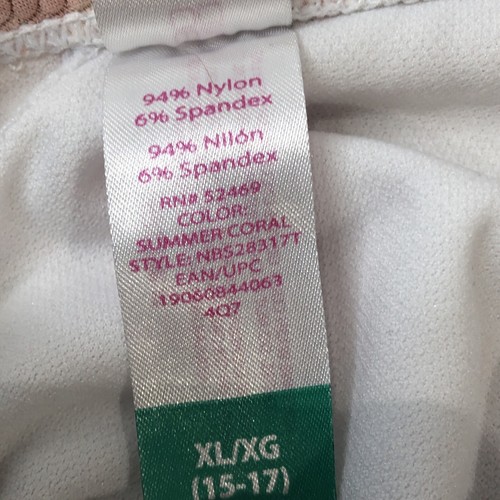 94% Nylon
6% Spandex
94% Nilón
6% Spandex
RN# 52469
COLOR:
SUMMER CORAL
STYLE: NBS28317T
EAN/UPC
19060844063
4Q7
XL/XG
(15-17)